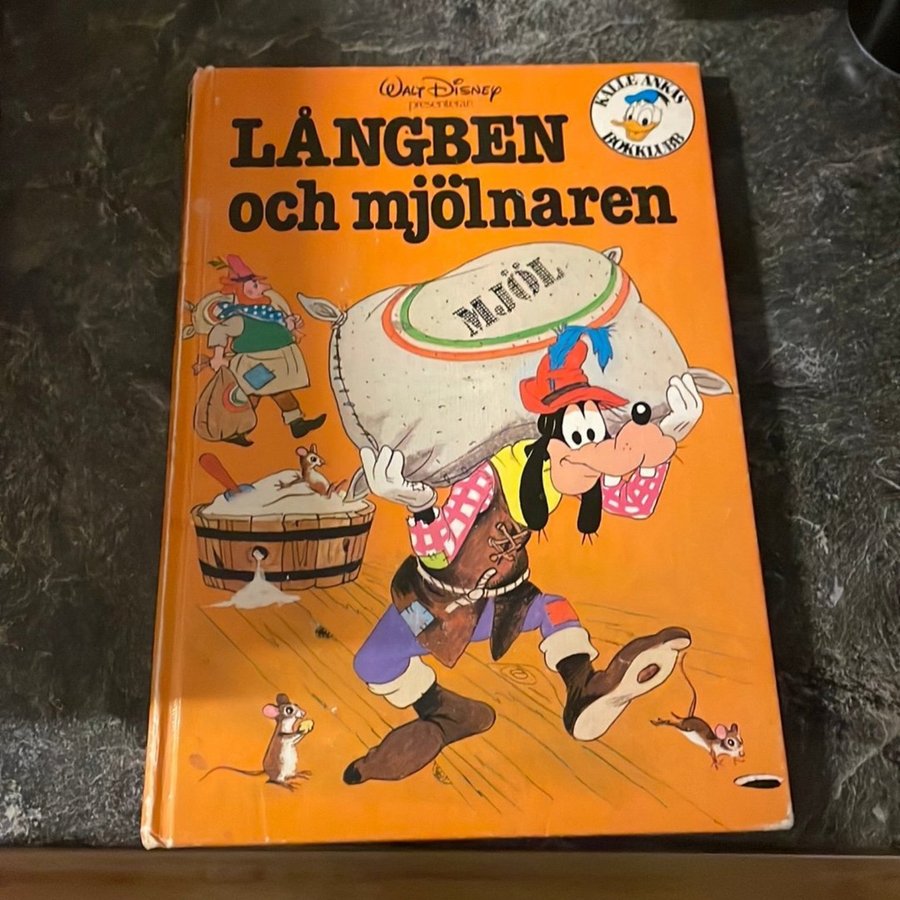 WALT DISNEY
presenterar
LÅNGBEN
och mjölnaren
KALLE ANKAS
BOKKLUBB
MJÖL